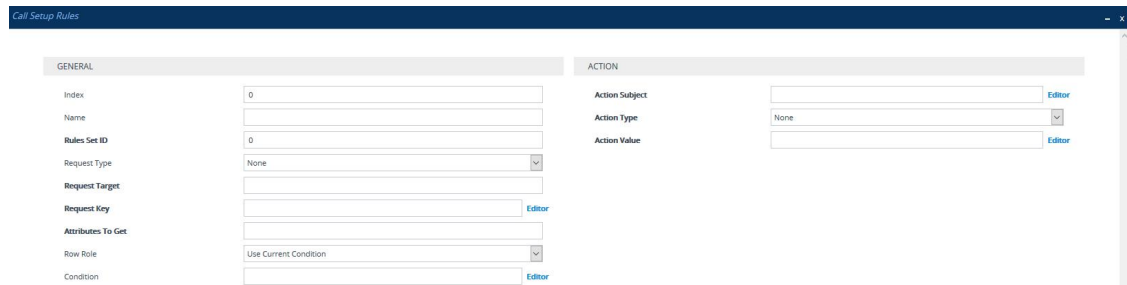 Call Setup Rules
– x
GENERAL
Index 0
Name
Rules Set ID 0
Request Type None
Request Target
Request Key Editor
Attributes To Get
Row Role Use Current Condition
Condition Editor
ACTION
Action Subject Editor
Action Type None
Action Value Editor